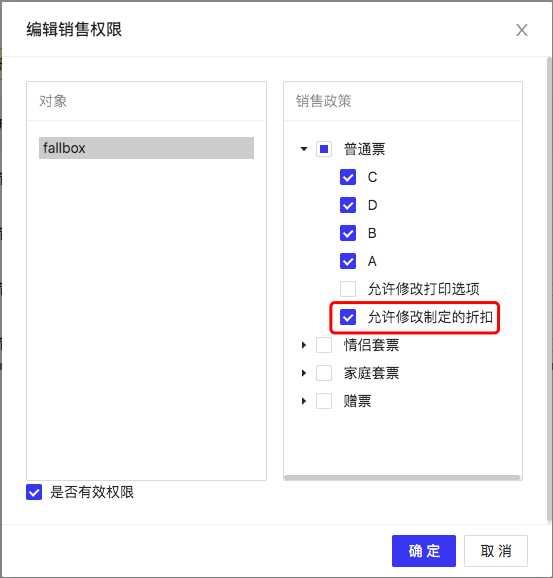 编辑销售权限
对象
销售政策
fallbox
普通票
C
D
B
A
允许修改打印选项
允许修改制定的折扣
情侣套票
家庭套票
赠票
是否有效权限
确 定
取 消